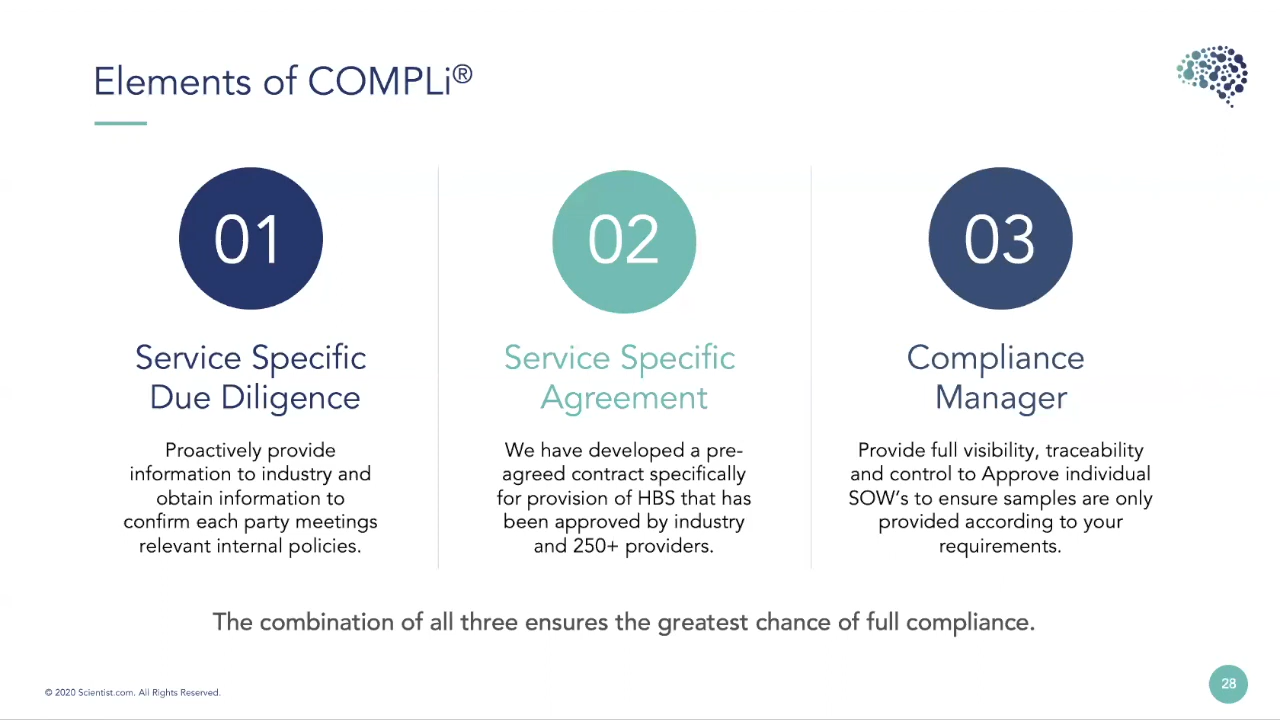 Elements of COMPLi®
01
Service Specific
Due Diligence
Proactively provide
information to industry and
obtain information to
confirm each party meetings
relevant internal policies.
02
Service Specific
Agreement
We have developed a pre-
agreed contract specifically
for provision of HBS that has
been approved by industry
and 250+ providers.
03
Compliance
Manager
Provide full visibility, traceability
and control to Approve individual
SOW's to ensure samples are only
provided according to your
requirements.
The combination of all three ensures the greatest chance of full compliance.
© 2020 Scientist.com. All Rights Reserved.
28